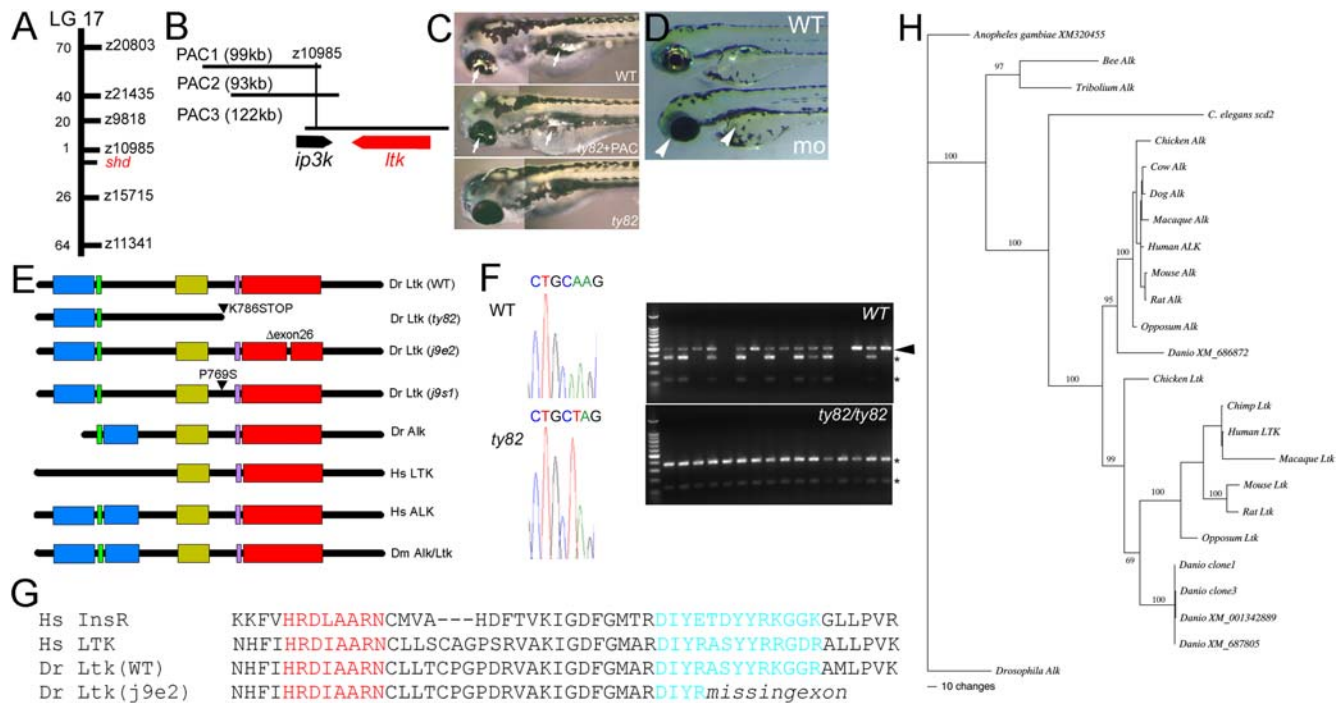 A
LG 17
70
z20803
40
z21435
20
z9818
1
z10985
shd
26
z15715
64
z11341
B
PAC1 (99kb)
z10985
PAC2 (93kb)
PAC3 (122kb)
ip3k
ltk
C
WT
ty82+PAC
ty82
D
WT
mo
E
Dr Ltk (WT)
K786STOP
Dr Ltk (ty82)
Δexon26
Dr Ltk (j9e2)
P769S
Dr Ltk (j9s1)
Dr Alk
Hs LTK
Hs ALK
Dm Alk/Ltk
F
CTGCAAG
WT
CTGCTAG
ty82
WT
*
*
ty82/ty82
*
*
G
Hs InsR KKFVHRDLAARNCMVA---HDFTVKIGDFGMTRDIYETDYYRKGGKGLLPVR
Hs LTK NHFIHRDIAARNCLLSCAGPSRVAKIGDFGMARDIYRASYYRRGDRALLPVK
Dr Ltk(WT) NHFIHRDIAARNCLLTCPGPDRVAKIGDFGMARDIYRASYYRKGGRAMLPVK
Dr Ltk(j9e2) NHFIHRDIAARNCLLTCPGPDRVAKIGDFGMARDIYRmissingexon
H
Anopheles gambiae XM320455
97
Bee Alk
Tribolium Alk
100
C. elegans scd2
100
Chicken Alk
Cow Alk
Dog Alk
Macaque Alk
100
Human ALK
Mouse Alk
Rat Alk
95
Opposum Alk
Danio XM_686872
100
Chicken Ltk
Chimp Ltk
Human LTK
Macaque Ltk
99
100
Mouse Ltk
100
Rat Ltk
Opposum Ltk
69
Danio clone1
Danio clone3
100
Danio XM_001342889
Danio XM_687805
Drosophila Alk
10 changes